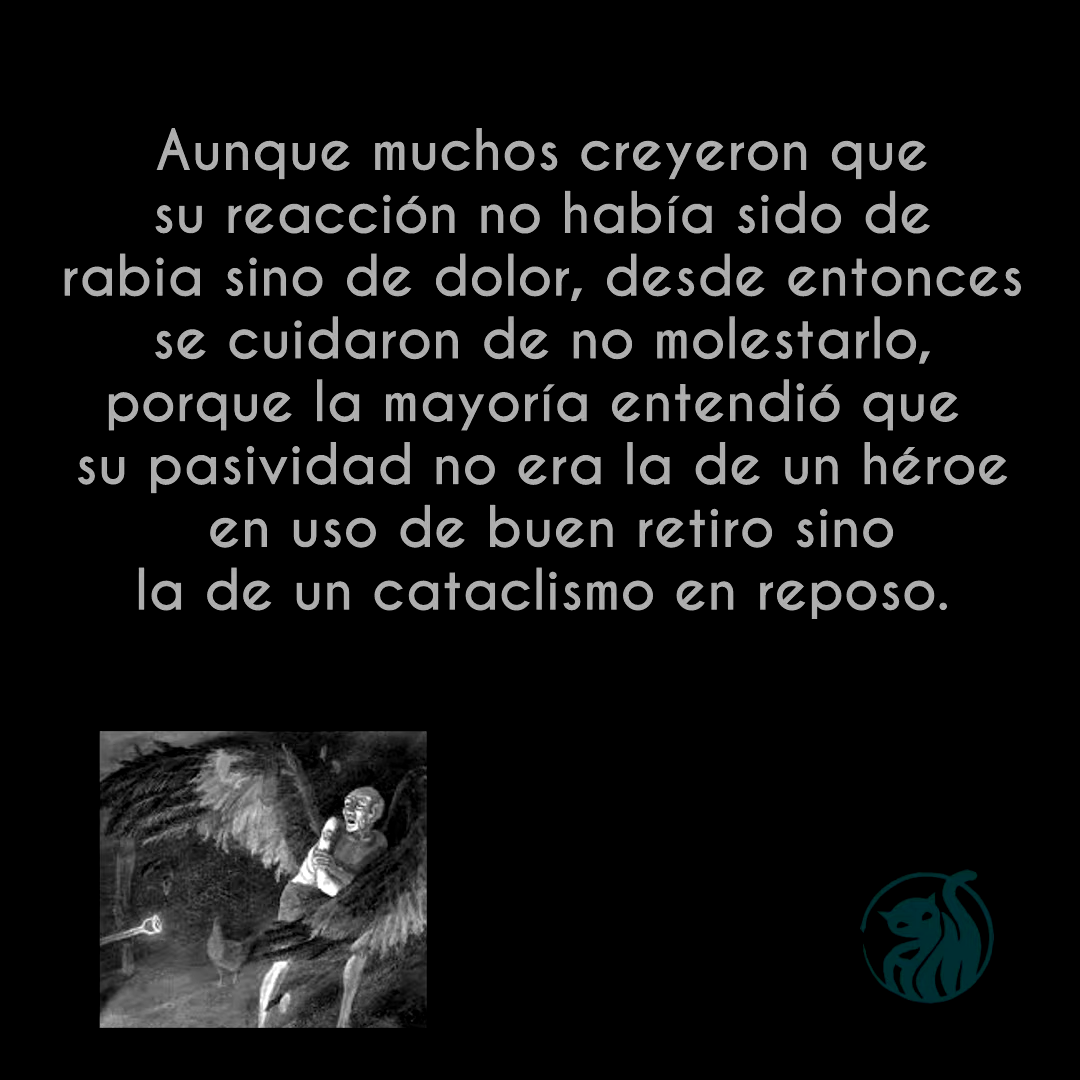 Aunque muchos creyeron que
su reacción no había sido de
rabia sino de dolor, desde entonces
se cuidaron de no molestarlo,
porque la mayoría entendió que
su pasividad no era la de un héroe
en uso de buen retiro sino
la de un cataclismo en reposo.